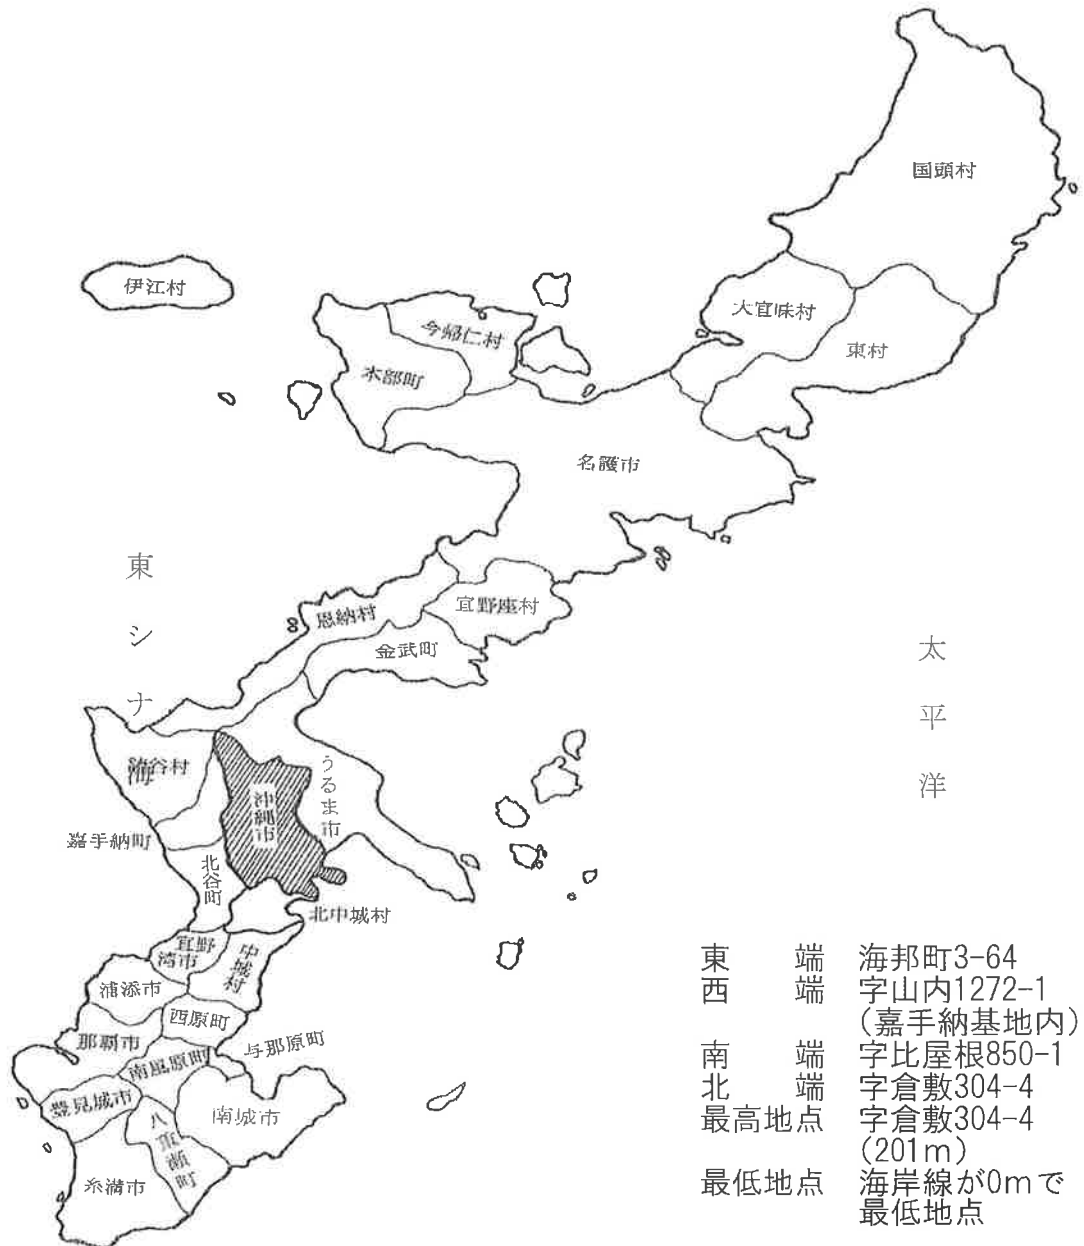 国頭村
伊江村
大宜味村
今帰仁村
東村
本部町
名護市
東シナ
恩納村
宜野座村
金武町
太平洋
谷村
うるま市
沖縄市
嘉手納町
北谷町
北中城村
宜野
湾市
中城村
浦添市
西原町
那覇市
与那原町
南風原町
豊見城市
南城市
八重瀬町
糸満市
東　　端　海邦町3-64
西　　端　字山内1272-1
（嘉手納基地内）
南　　端　字比屋根850-1
北　　端　字倉敷304-4
最高地点　字倉敷304-4
（201m）
最低地点　海岸線が0mで
最低地点